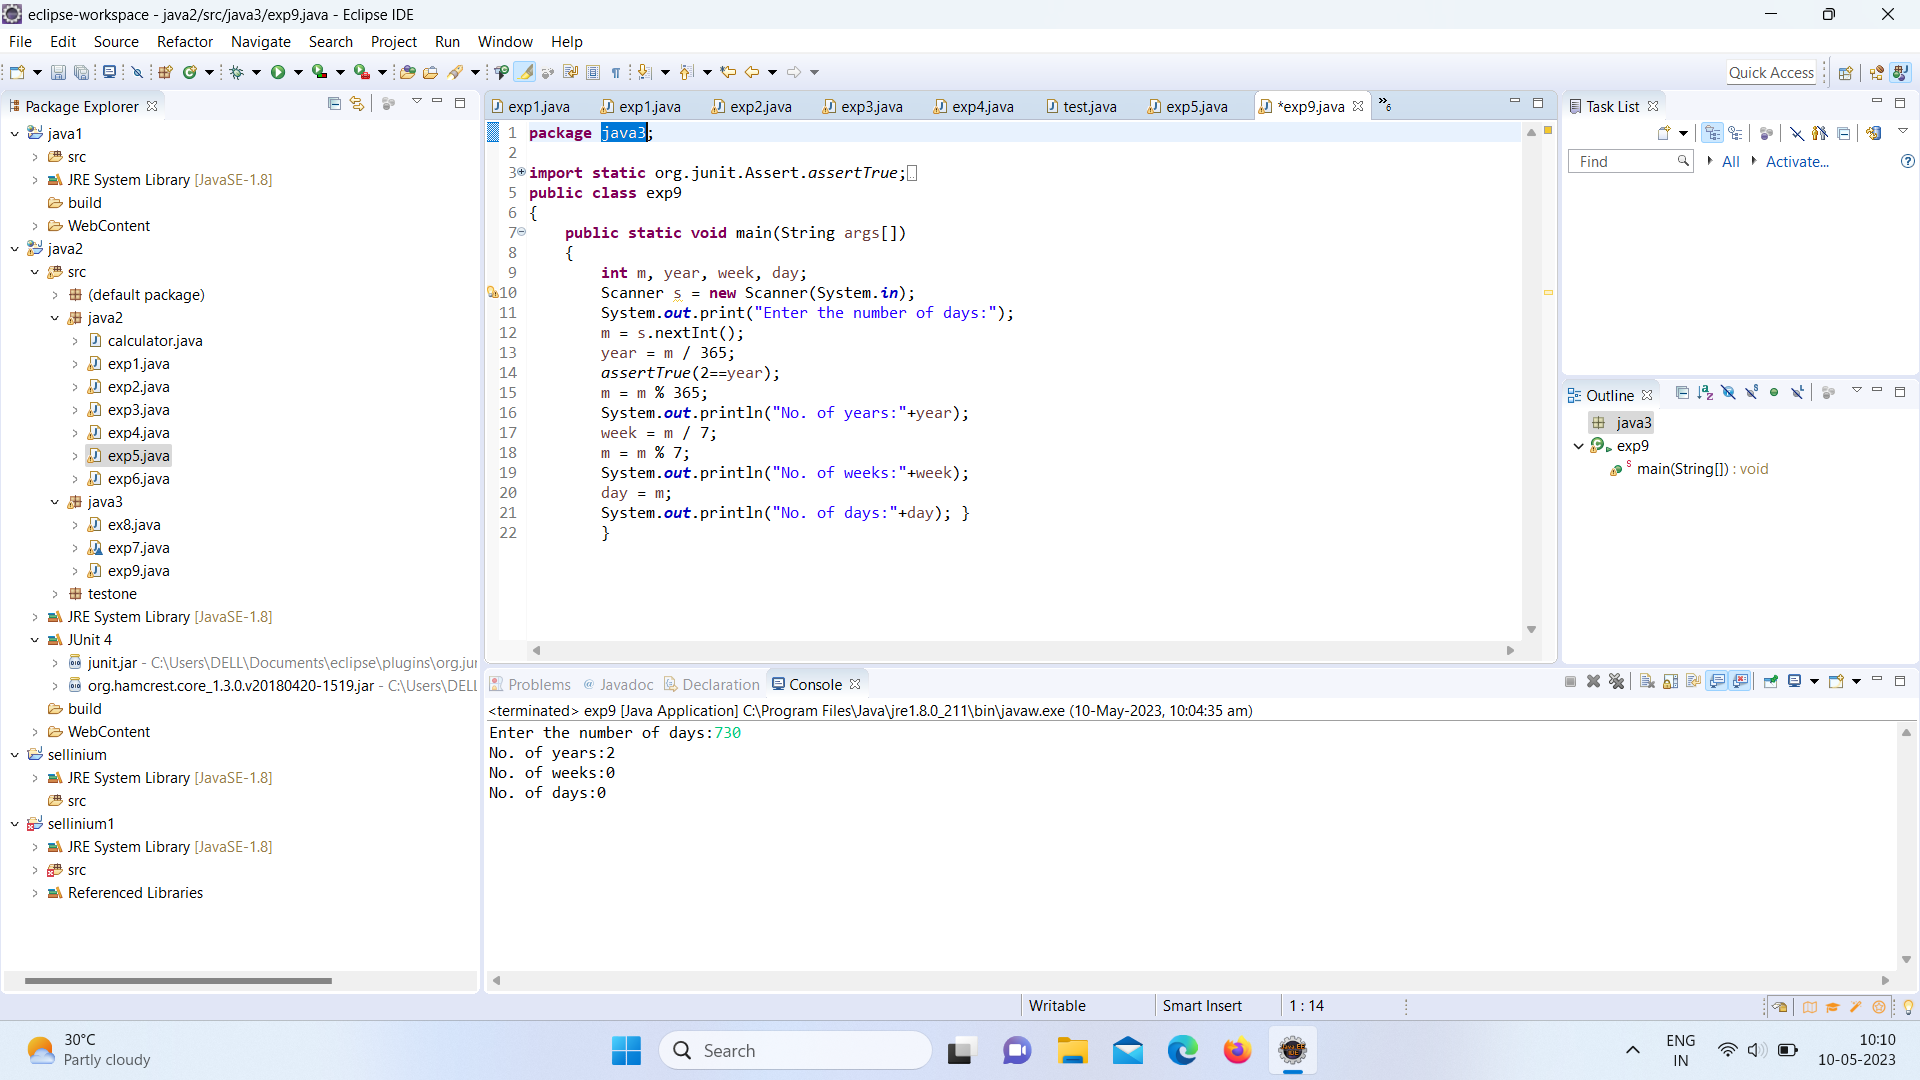 eclipse-workspace - java2/src/java3/exp9.java - Eclipse IDE
File Edit Source Refactor Navigate Search Project Run Window Help
Quick Access
Package Explorer
java1
src
JRE System Library [JavaSE-1.8]
build
WebContent
java2
src
(default package)
java2
calculator.java
exp1.java
exp2.java
exp3.java
exp4.java
exp5.java
exp6.java
java3
ex8.java
exp7.java
exp9.java
testone
JRE System Library [JavaSE-1.8]
JUnit 4
junit.jar - C:\Users\DELL\Documents\eclipse\plugins\org.jur
org.hamcrest.core_1.3.0.v20180420-1519.jar - C:\Users\DELL
build
WebContent
sellinium
JRE System Library [JavaSE-1.8]
src
sellinium1
JRE System Library [JavaSE-1.8]
src
Referenced Libraries
exp1.java exp1.java exp2.java exp3.java exp4.java test.java exp5.java *exp9.java »6
1 package java3;
2
3 import static org.junit.Assert.assertTrue;
5 public class exp9
6 {
7 public static void main(String args[])
8 {
9 int m, year, week, day;
10 Scanner s = new Scanner(System.in);
11 System.out.print("Enter the number of days:");
12 m = s.nextInt();
13 year = m / 365;
14 assertTrue(2==year);
15 m = m % 365;
16 System.out.println("No. of years:"+year);
17 week = m / 7;
18 m = m % 7;
19 System.out.println("No. of weeks:"+week);
20 day = m;
21 System.out.println("No. of days:"+day); }
22 }
Task List
Find All Activate...
Outline
java3
exp9
main(String[]) : void
Problems @ Javadoc Declaration Console
<terminated> exp9 [Java Application] C:\Program Files\Java\jre1.8.0_211\bin\javaw.exe (10-May-2023, 10:04:35 am)
Enter the number of days:730
No. of years:2
No. of weeks:0
No. of days:0
Writable Smart Insert 1 : 14
30°C
Partly cloudy
Search
ENG
IN
10:10
10-05-2023